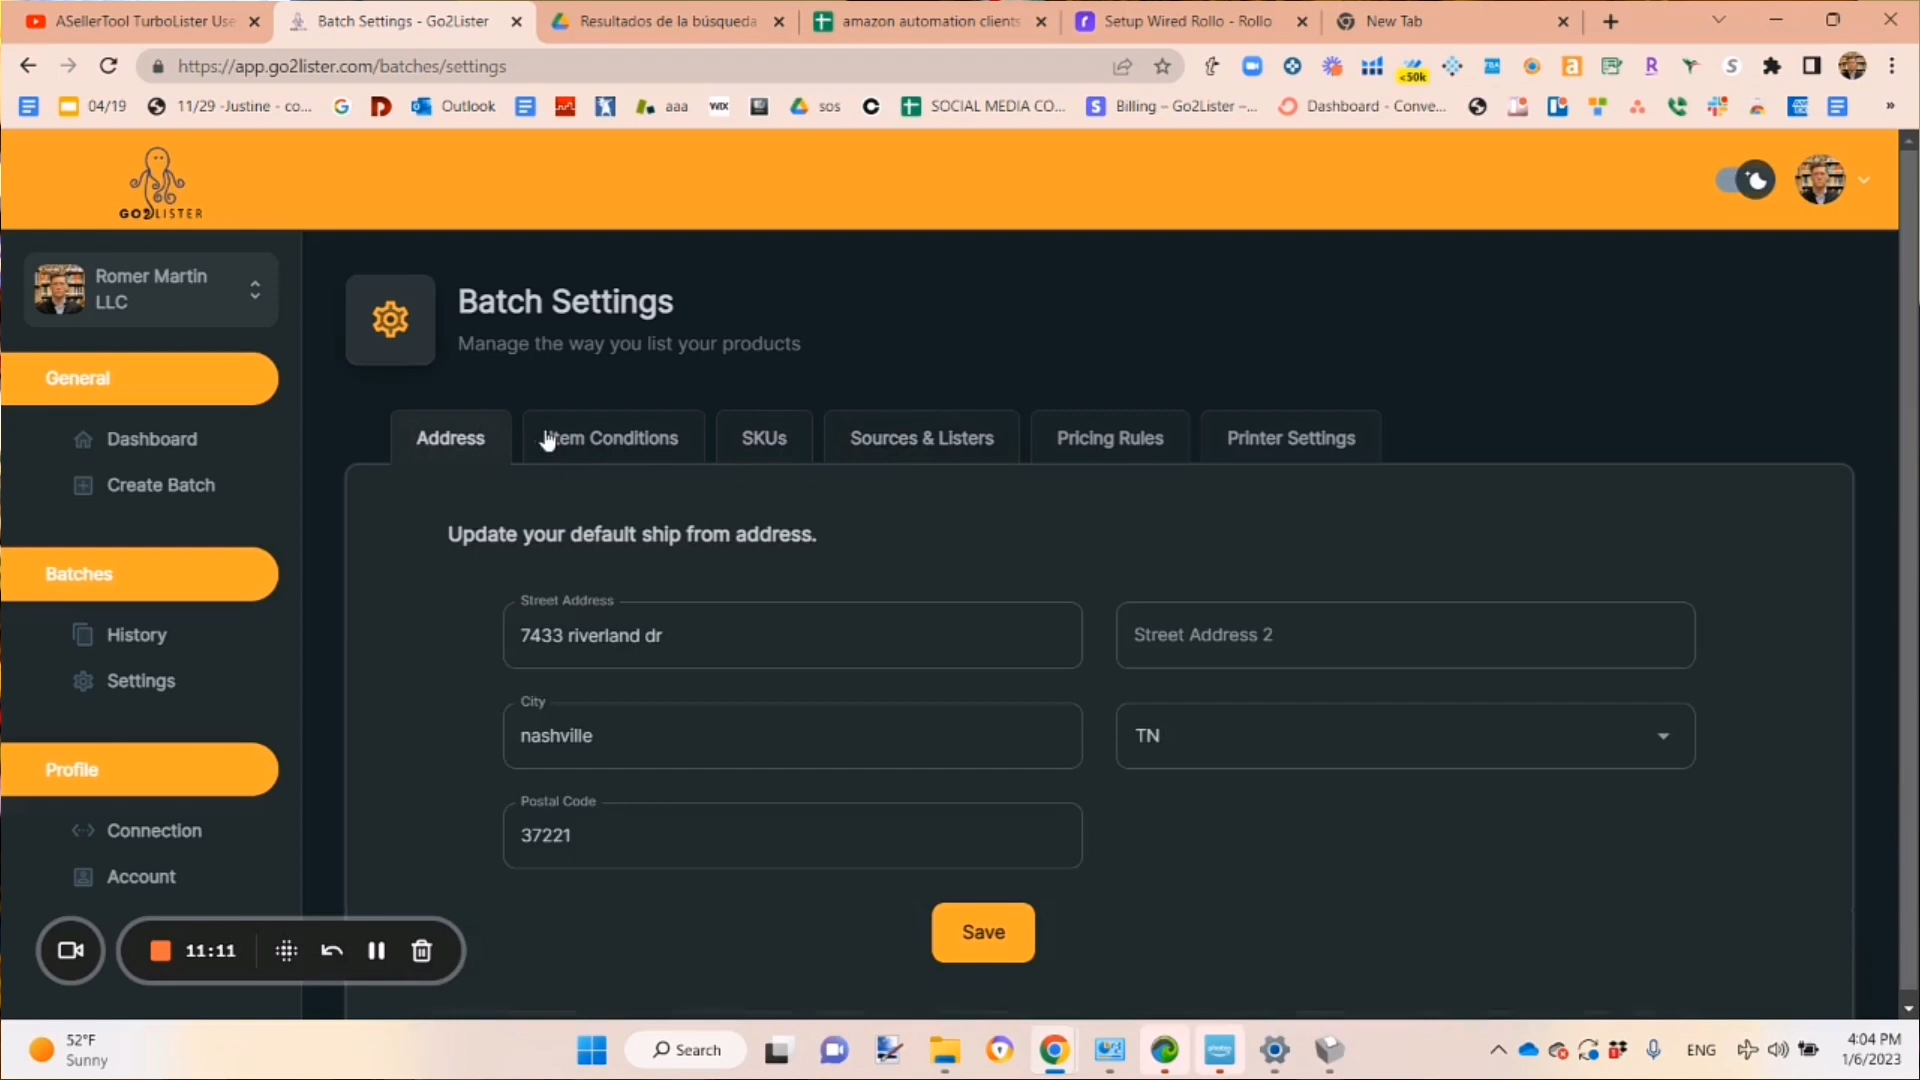 ASellerTool TurboLister Use
Batch Settings - Go2Lister
Resultados de la búsqueda
amazon automation clients
Setup Wired Rollo - Rollo
New Tab
https://app.go2lister.com/batches/settings
<50k
04/19
11/29 -Justine - co...
Outlook
aaa
WIX
sos
SOCIAL MEDIA CO...
Billing – Go2Lister –...
Dashboard - Conve...
GO2LISTER
Romer Martin
LLC
General
Dashboard
Create Batch
Batches
History
Settings
Profile
Connection
Account
Batch Settings
Manage the way you list your products
Address
Item Conditions
SKUs
Sources & Listers
Pricing Rules
Printer Settings
Update your default ship from address.
Street Address
7433 riverland dr
Street Address 2
City
nashville
TN
Postal Code
37221
Save
11:11
52°F
Sunny
Search
ENG
4:04 PM
1/6/2023